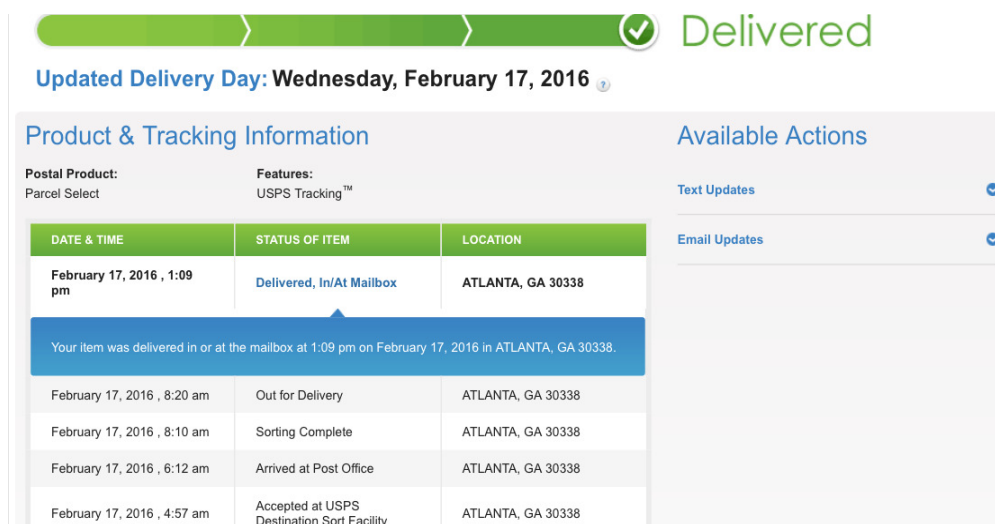 Delivered
Updated Delivery Day: Wednesday, February 17, 2016 ?
Product & Tracking Information
Available Actions
Postal Product:
Features:
Parcel Select
USPS Tracking™
Text Updates
Email Updates
DATE & TIME STATUS OF ITEM LOCATION
February 17, 2016 , 1:09
pm
Delivered, In/At Mailbox
ATLANTA, GA 30338
Your item was delivered in or at the mailbox at 1:09 pm on February 17, 2016 in ATLANTA, GA 30338.
February 17, 2016 , 8:20 am Out for Delivery ATLANTA, GA 30338
February 17, 2016 , 8:10 am Sorting Complete ATLANTA, GA 30338
February 17, 2016 , 6:12 am Arrived at Post Office ATLANTA, GA 30338
February 17, 2016 , 4:57 am
Accepted at USPS
Destination Sort Facility
ATLANTA, GA 30338